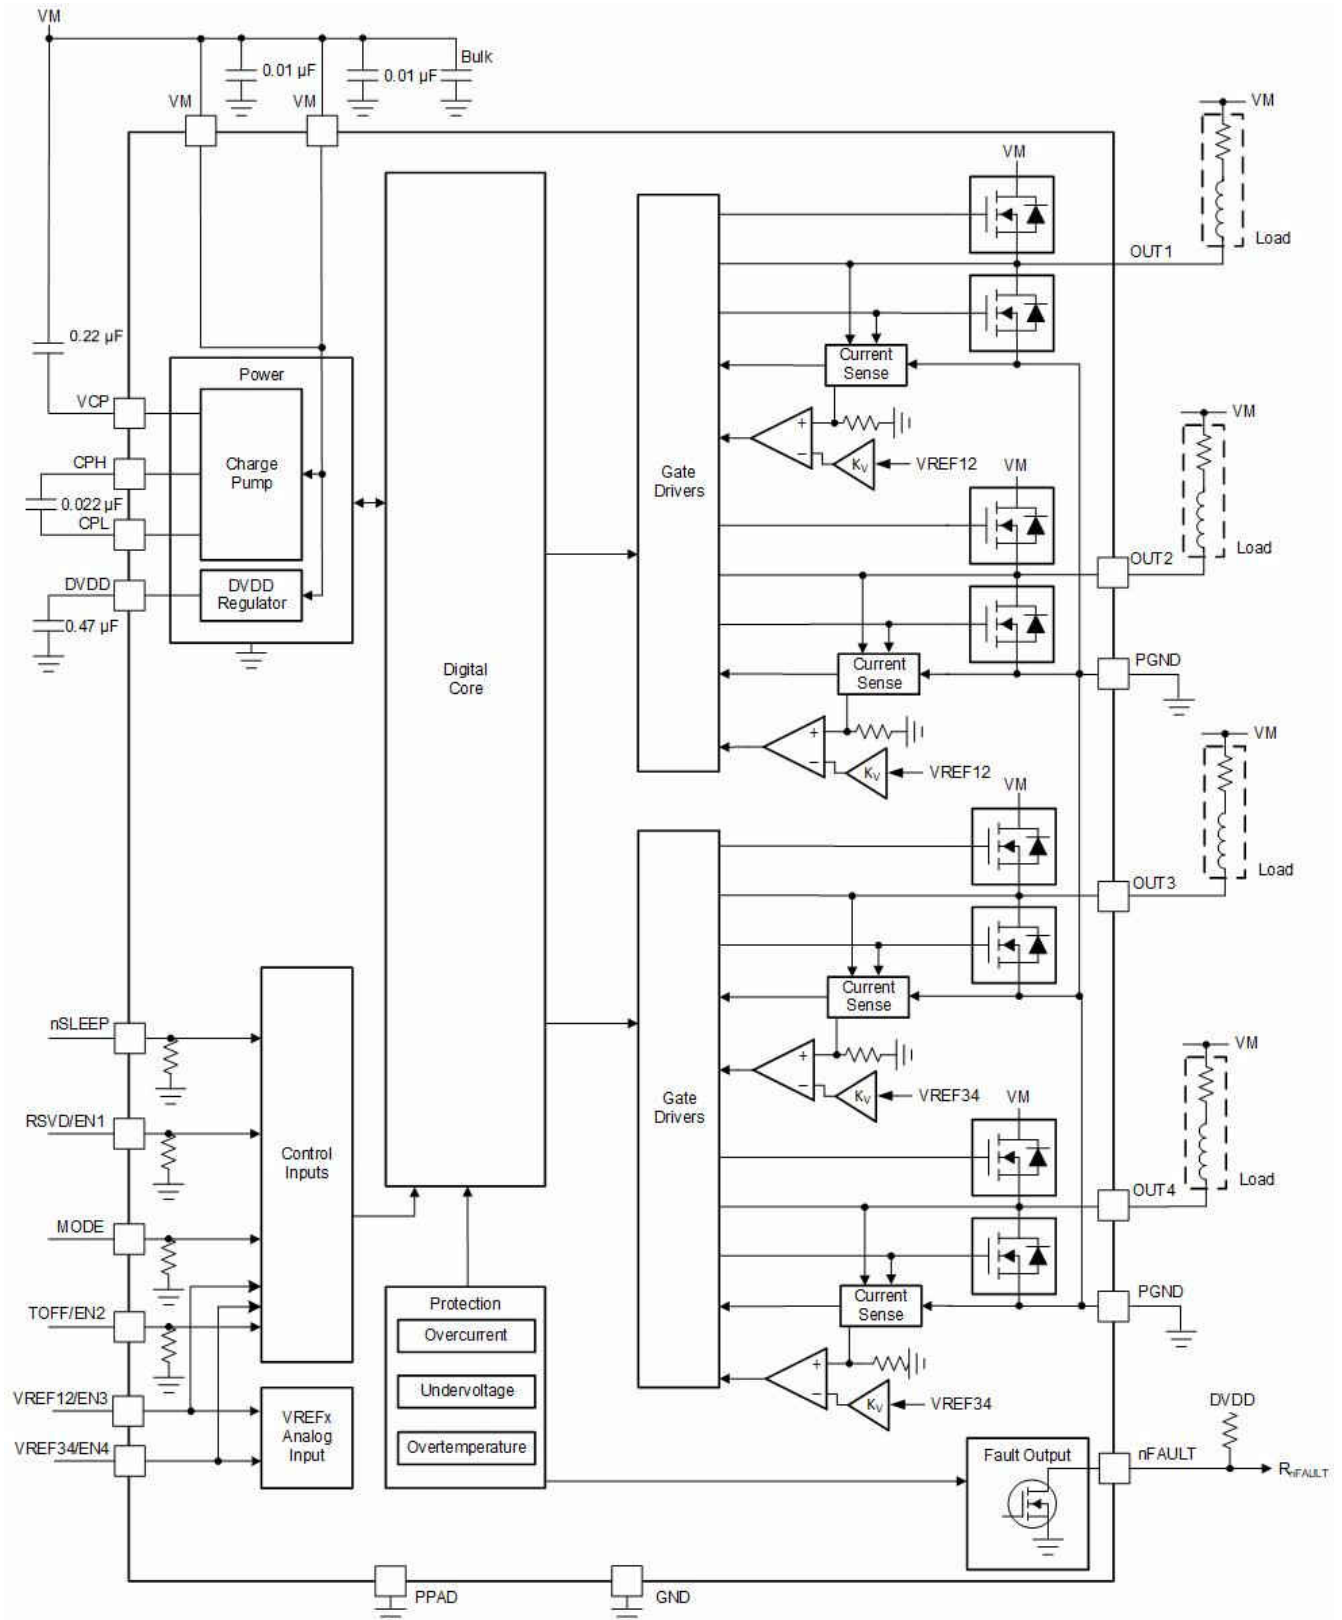 VM
Bulk
0.01 µF
0.01 µF
VM
VM
VM
VM
Load
OUT1
0.22 µF
Power
Current
Sense
VCP
Charge
Pump
CPH
0.022 µF
CPL
+
−
KV
VREF12
VM
Gate
Drivers
VM
Load
OUT2
DVDD
DVDD
Regulator
0.47 µF
Digital
Core
Current
Sense
PGND
+
−
KV
VREF12
VM
VM
Load
OUT3
Current
Sense
nSLEEP
+
−
KV
VREF34
Gate
Drivers
VM
VM
Load
RSVD/EN1
Control
Inputs
OUT4
MODE
Current
Sense
PGND
TOFF/EN2
Protection
Overcurrent
Undervoltage
Overtemperature
+
−
KV
VREF34
VREF12/EN3
VREF34/EN4
VREFx
Analog
Input
DVDD
Fault Output
nFAULT
RnFAULT
PPAD
GND